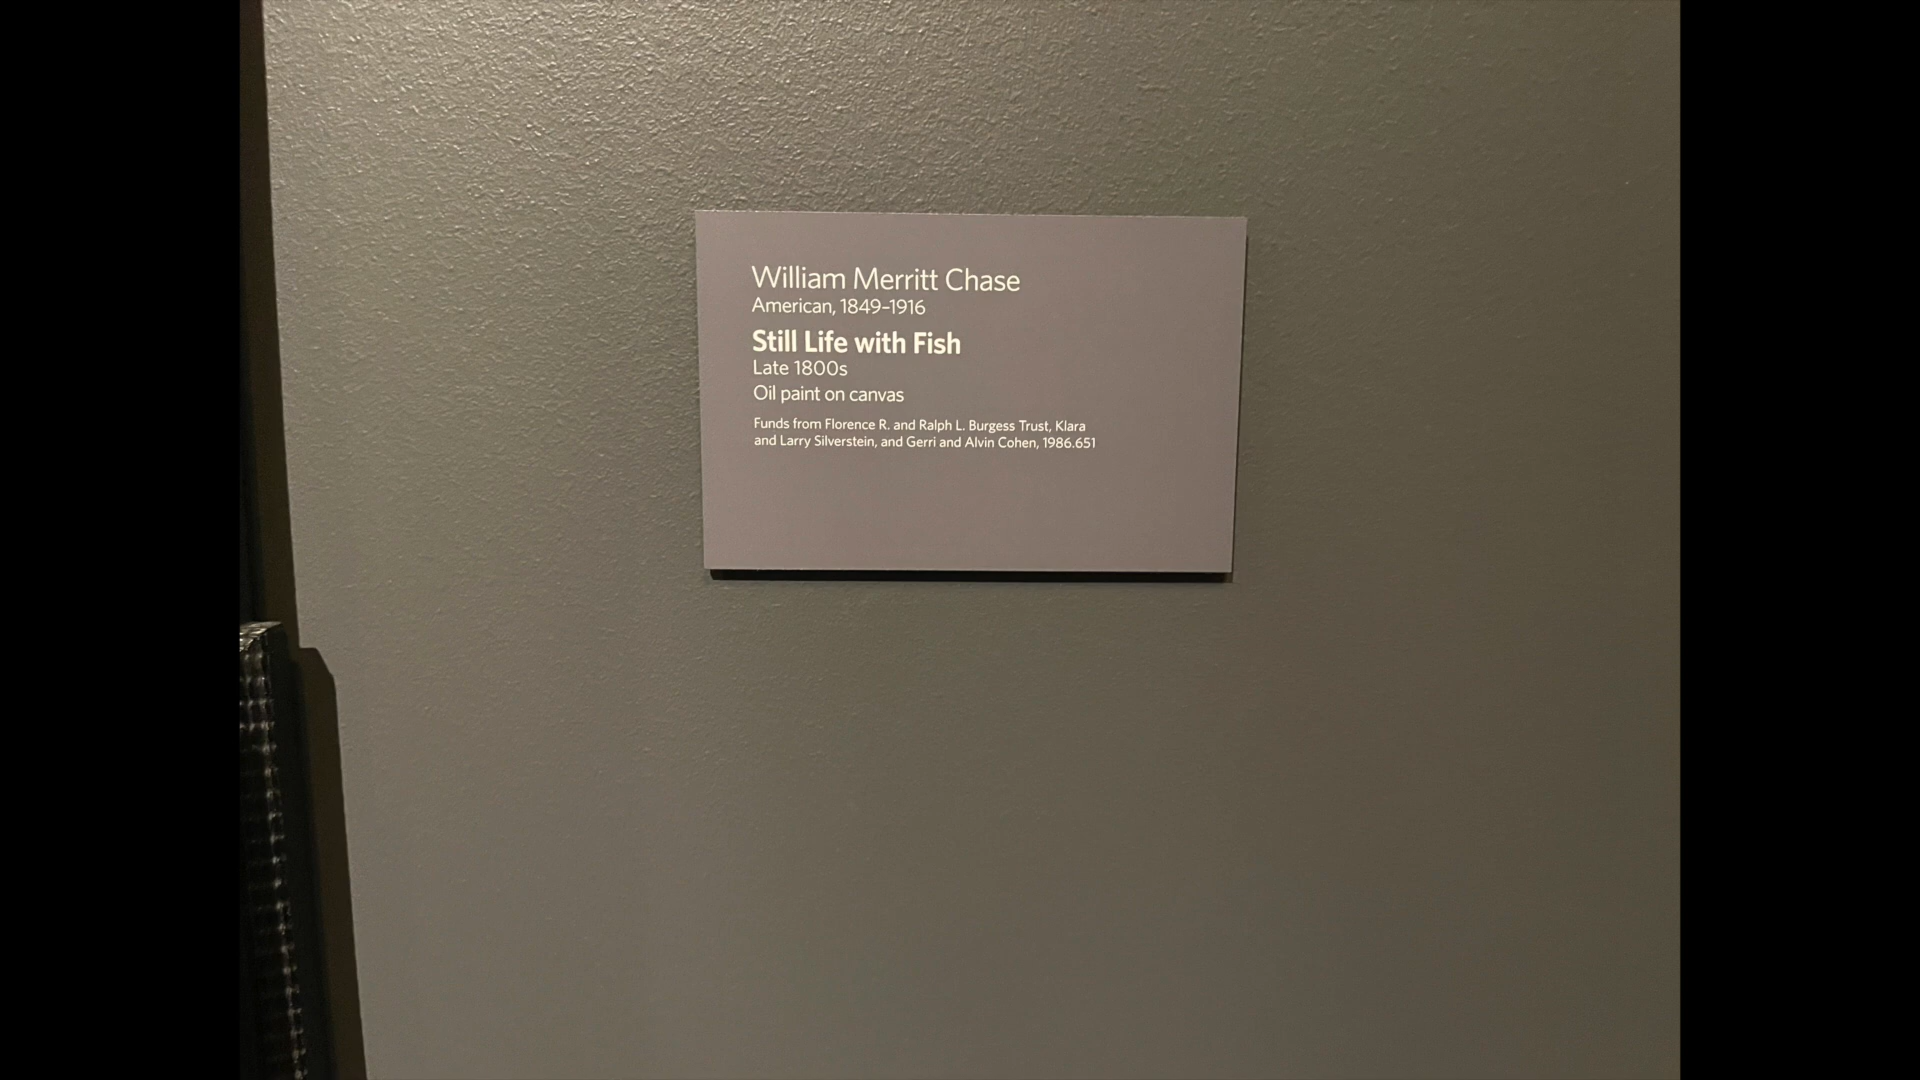 William Merritt Chase
American, 1849–1916
Still Life with Fish
Late 1800s
Oil paint on canvas
Funds from Florence R. and Ralph L. Burgess Trust, Klara
and Larry Silverstein, and Gerri and Alvin Cohen, 1986.651